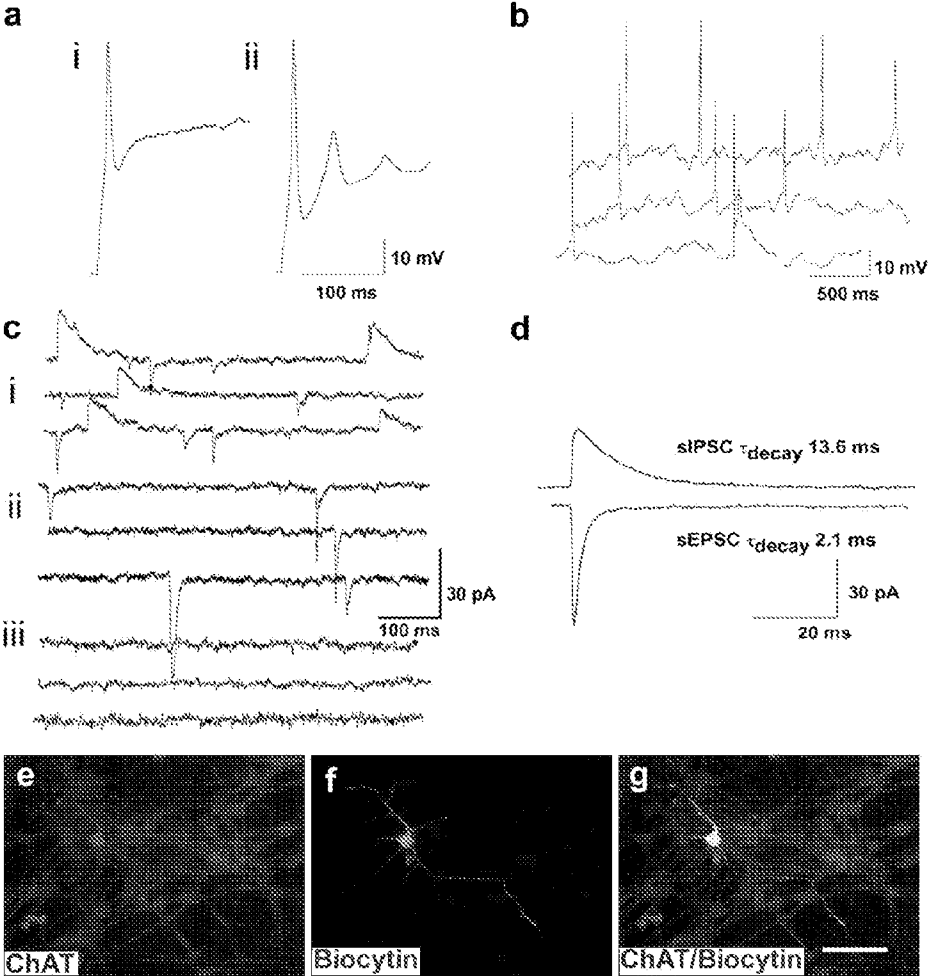 a
b
i
ii
10 mV
100 ms
10 mV
500 ms
c
d
i
sIPSC τdecay 13.6 ms
ii
sEPSC τdecay 2.1 ms
30 pA
100 ms
30 pA
20 ms
iii
e
f
g
ChAT
Biocytin
ChAT/Biocytin